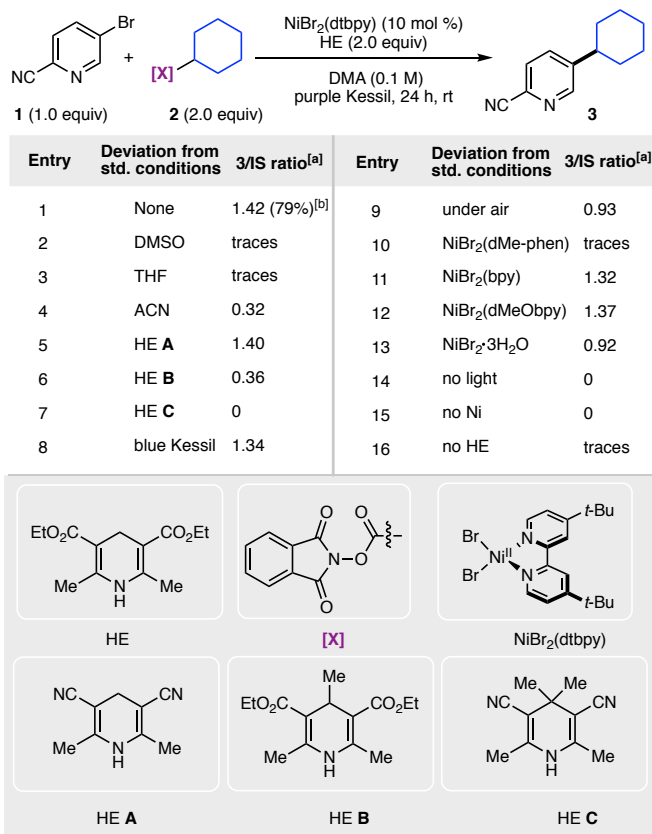 Br
NC
N
1 (1.0 equiv)
+
[X]
2 (2.0 equiv)
NiBr2(dtbpy) (10 mol %)
HE (2.0 equiv)
DMA (0.1 M)
purple Kessil, 24 h, rt
NC
N
3
Entry Deviation from std. conditions 3/IS ratio[a] Entry Deviation from std. conditions 3/IS ratio[a]
1 None 1.42 (79%)[b] 9 under air 0.93
2 DMSO traces 10 NiBr2(dMe-phen) traces
3 THF traces 11 NiBr2(bpy) 1.32
4 ACN 0.32 12 NiBr2(dMeObpy) 1.37
5 HE A 1.40 13 NiBr2•3H2O 0.92
6 HE B 0.36 14 no light 0
7 HE C 0 15 no Ni 0
8 blue Kessil 1.34 16 no HE traces
EtO2C CO2Et
Me N Me
H
HE
O O
N O
O
[X]
t-Bu
Br N
NiII
Br N
t-Bu
NiBr2(dtbpy)
NC CN
Me N Me
H
HE A
Me
EtO2C CO2Et
Me N Me
H
HE B
Me Me
NC CN
Me N Me
H
HE C